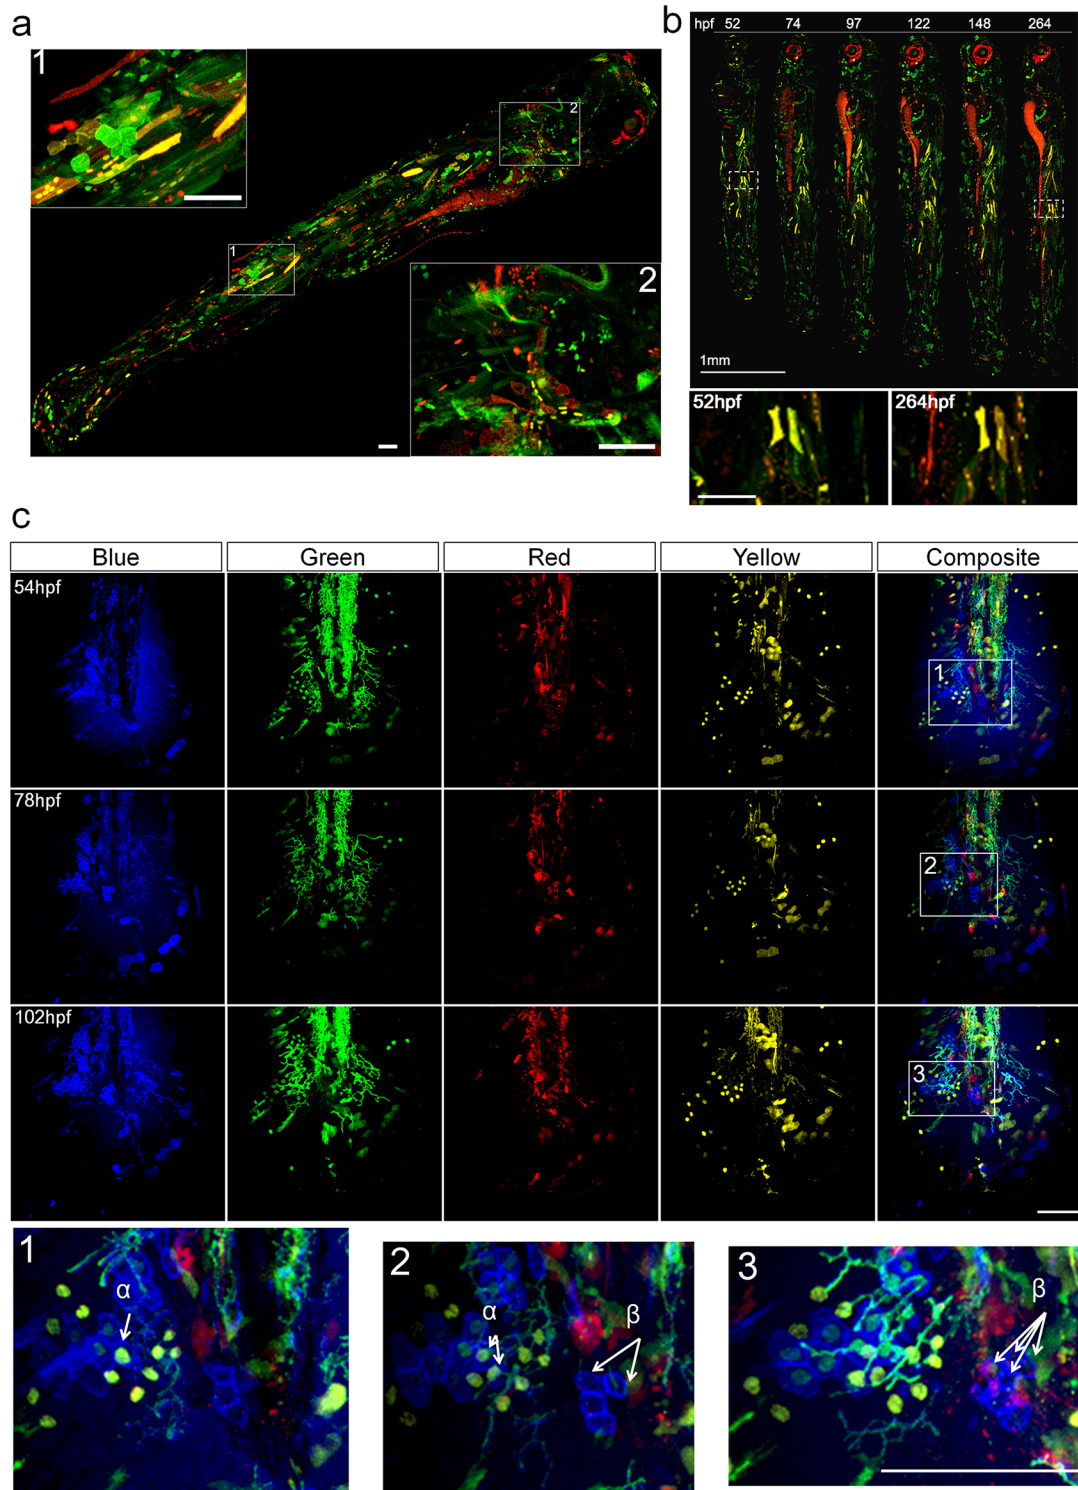 a
1
2
1
2
b
hpf 52 74 97 122 148 264
1mm
52hpf
264hpf
c
Blue Green Red Yellow Composite
54hpf
1
78hpf
2
102hpf
3
1
α
2
α
β
3
β